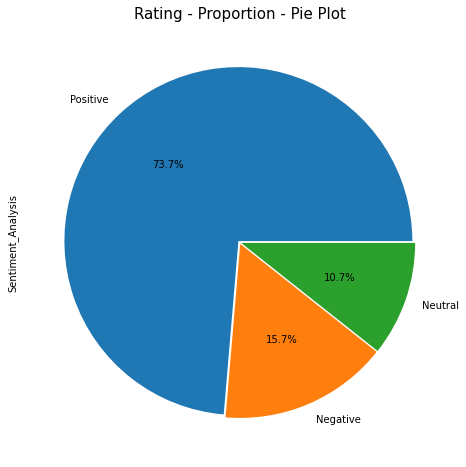 Rating - Proportion - Pie Plot
Positive
73.7%
Sentiment_Analysis
10.7%
Neutral
15.7%
Negative